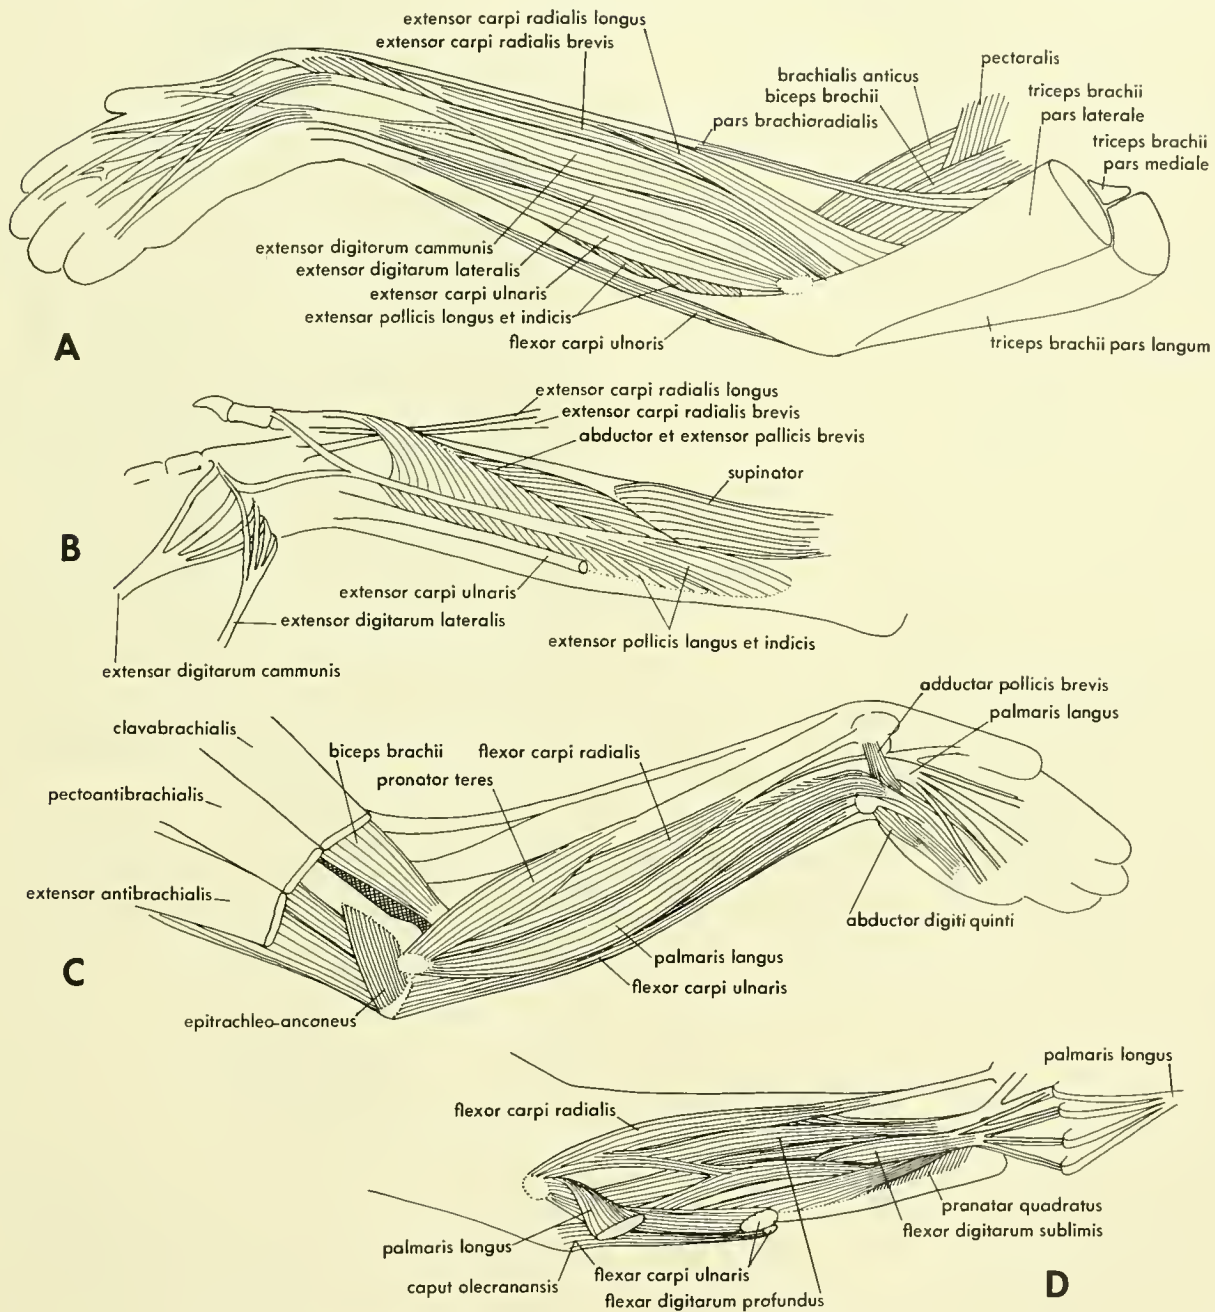 extensor carpi radialis longus
extensor carpi radialis brevis
pectoralis
brachialis anticus
biceps brochii
pars brachioradialis
triceps brachii
pars laterale
triceps brachii
pars mediale
extensor digitorum cammunis
extensor digitarum lateralis
extensor carpi ulnaris
extensar pollicis longus et indicis
flexor carpi ulnoris
triceps brachii pars langum
A
extensor carpi radialis longus
extensor carpi radialis brevis
abductor et extensor pallicis brevis
supinator
B
extensor carpi ulnaris
extensor digitarum lateralis
extensor pollicis langus et indicis
extensar digitarum cammunis
adductar pollicis brevis
palmaris langus
clavabrachialis
biceps brachii
flexor carpi radialis
pronator teres
pectoantibrachialis
extensar antibrachialis
abductor digiti quinti
palmaris langus
flexor carpi ulnaris
C
epitrachleo-anconeus
palmaris longus
flexor carpi radialis
pranatar quadratus
flexar digitarum sublimis
palmaris longus
flexar carpi ulnaris
caput olecranansis
flexar digitarum profundus
D